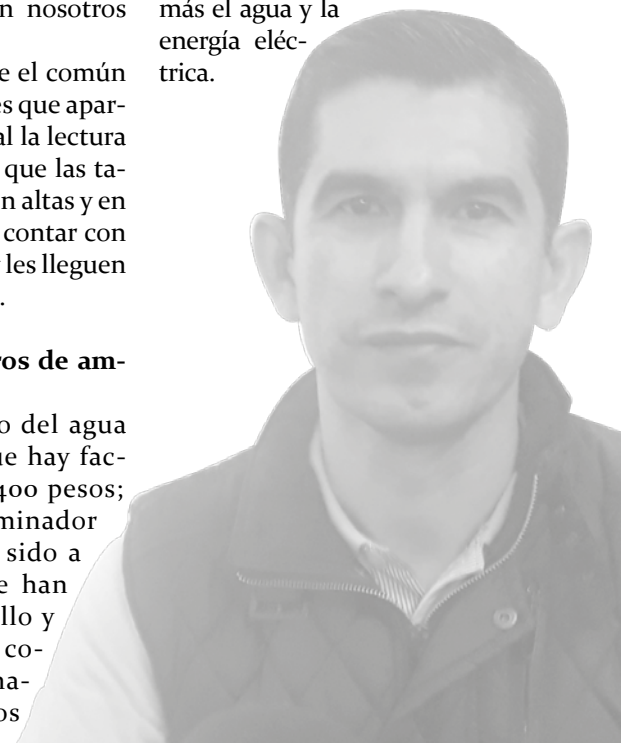 n nosotros
e el común
es que apar-
al la lectura
que las ta-
n altas y en
contar con
les lleguen
.
ros de am-
o del agua
ue hay fac-
400 pesos;
minador
sido a
e han
llo y
co-
na-
os
más el agua y la
energía eléc-
trica.